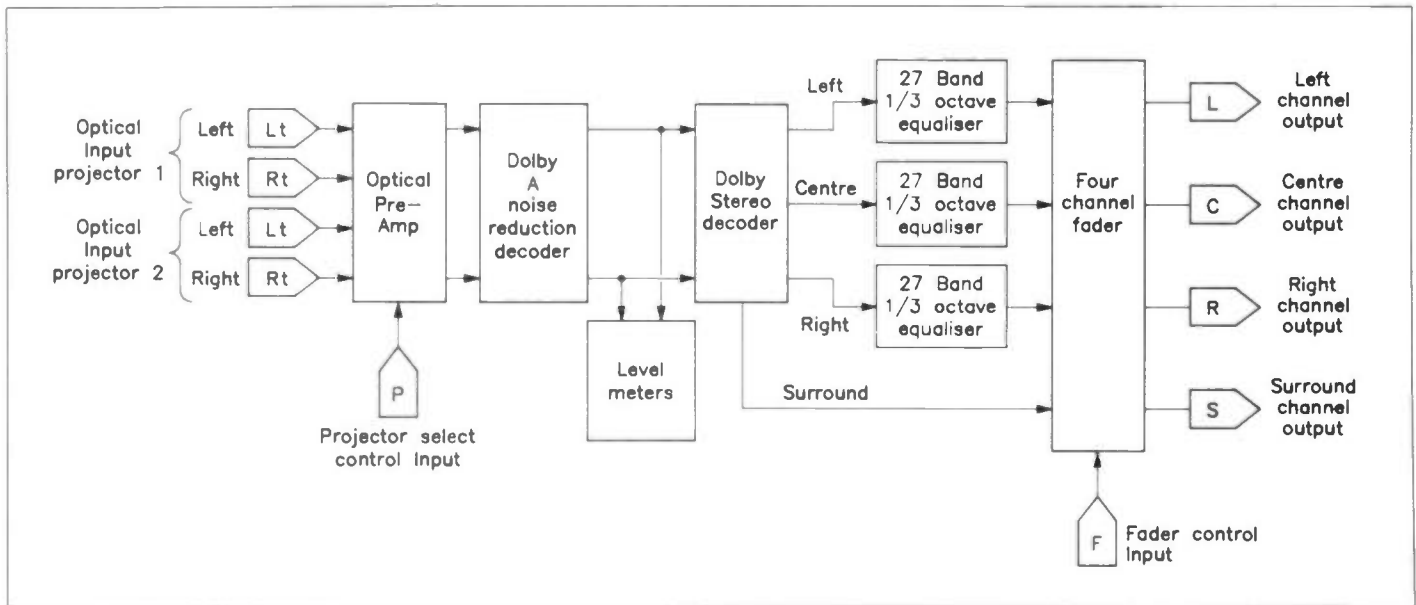 Optical
Input
projector 1
Left
Lt
Right
Rt
Optical
Input
projector 2
Left
Lt
Right
Rt
Optical
Pre-
Amp
P
Projector select
control Input
Dolby
A
noise
reduction
decoder
Level
meters
Dolby
Stereo
decoder
Left
Centre
Right
Surround
27 Band
1/3 octave
equaliser
27 Band
1/3 octave
equaliser
27 Band
1/3 octave
equaliser
Four
channel
fader
F
Fader control
Input
L
Left
channel
output
C
Centre
channel
output
R
Right
channel
output
S
Surround
channel
output